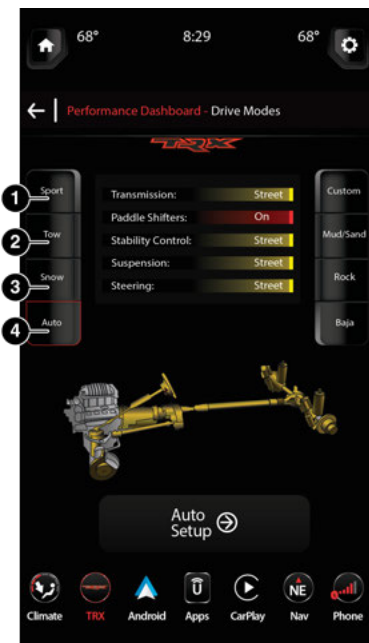 68° 8:29 68°
Performance Dashboard - Drive Modes
TRX
1 Sport
2 Tow
3 Snow
4 Auto
Transmission: Street
Paddle Shifters: On
Stability Control: Street
Suspension: Street
Steering: Street
Custom
Mud/Sand
Rock
Baja
Auto
Setup
NE
Climate TRX Android Apps CarPlay Nav Phone